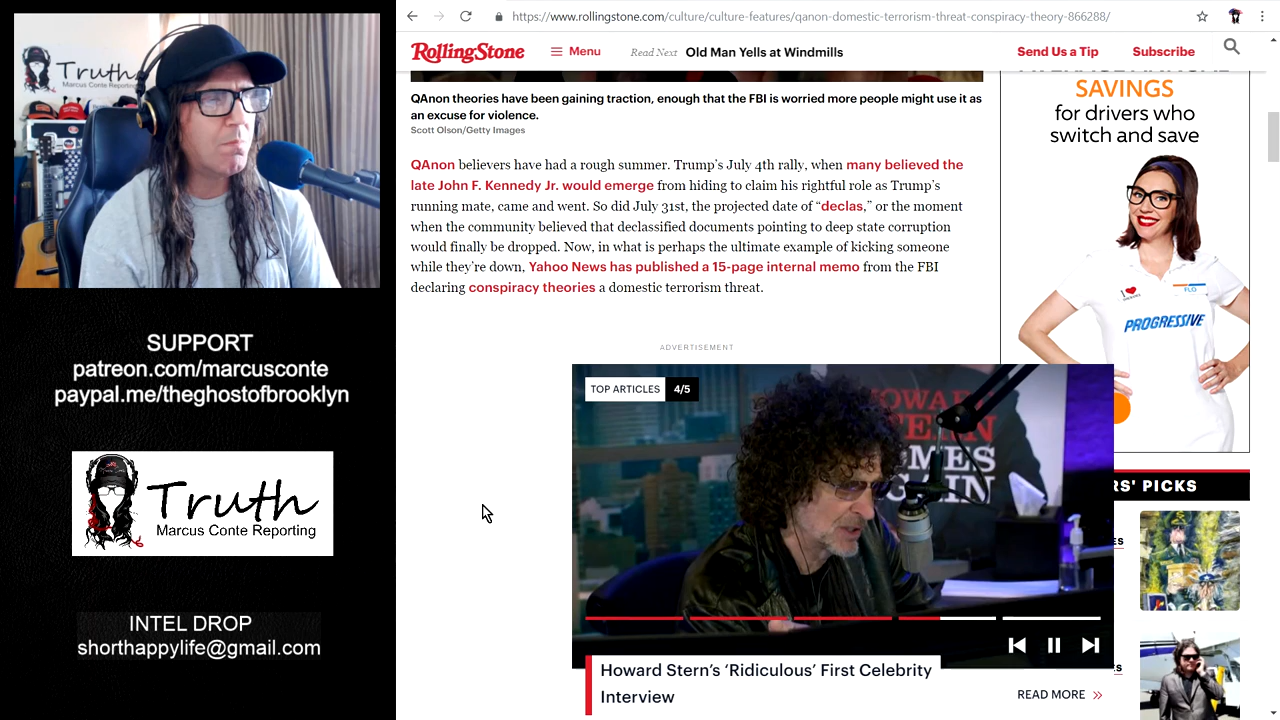 Truth
Marcus Conte Reporting
SUPPORT
patreon.com/marcusconte
paypal.me/theghostofbrooklyn
Truth
Marcus Conte Reporting
INTEL DROP
shorthappylife@gmail.com
https://www.rollingstone.com/culture/culture-features/qanon-domestic-terrorism-threat-conspiracy-theory-866288/
RollingStone
Menu
Read Next Old Man Yells at Windmills
Send Us a Tip
Subscribe
QAnon theories have been gaining traction, enough that the FBI is worried more people might use it as
an excuse for violence.
Scott Olson/Getty Images
QAnon believers have had a rough summer. Trump’s July 4th rally, when many believed the
late John F. Kennedy Jr. would emerge from hiding to claim his rightful role as Trump’s
running mate, came and went. So did July 31st, the projected date of “declas,” or the moment
when the community believed that declassified documents pointing to deep state corruption
would finally be dropped. Now, in what is perhaps the ultimate example of kicking someone
while they’re down, Yahoo News has published a 15-page internal memo from the FBI
declaring conspiracy theories a domestic terrorism threat.
ADVERTISEMENT
TOP ARTICLES 4/5
Howard Stern’s ‘Ridiculous’ First Celebrity
Interview
READ MORE
SAVINGS
for drivers who
switch and save
FLO
PROGRESSIVE
RS' PICKS